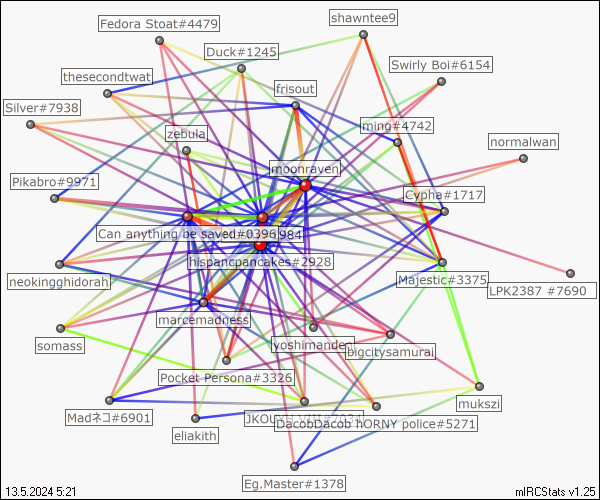 shawntee9
Fedora Stoat#4479
Duck#1245
Swirly Boi#6154
thesecondtwat
frisout
Silver#7938
ming#4742
zebula
normalwan
moonraven
Pikabro#9971
Cypha#1717
Can anything be saved#0396
984
hispancpancakes#2928
Majestic#3375
neokingghidorah
LPK2387 #7690
marcemadness
somass
yoshimanden
bigcitysamurai
Pocket Persona#3326
mukszi
Madネコ#6901
DacobDacob hORNY police#5271
eliakith
Eg.Master#1378
13.5.2024 5:21
mIRCStats v1.25